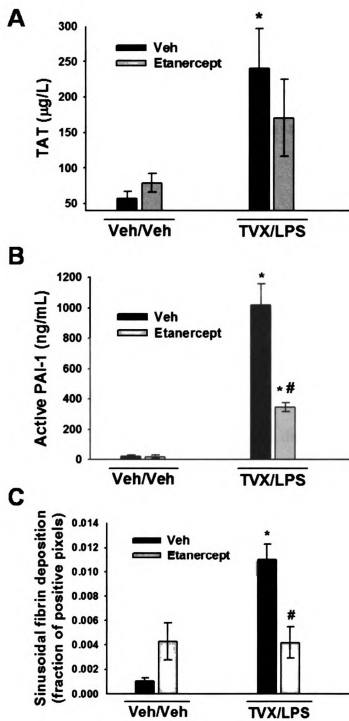 A
TAT (µg/L)
300
250
200
150
100
50
Veh
Etanercept
*
Veh/Veh
TVX/LPS
B
Active PAI-1 (ng/mL)
1200
1000
800
600
400
200
0
Veh
Etanercept
*
* #
Veh/Veh
TVX/LPS
C
Sinusoidal fibrin deposition
(fraction of positive pixels)
0.014
0.012
0.010
0.008
0.006
0.004
0.002
0.000
Veh
Etanercept
*
#
Veh/Veh
TVX/LPS